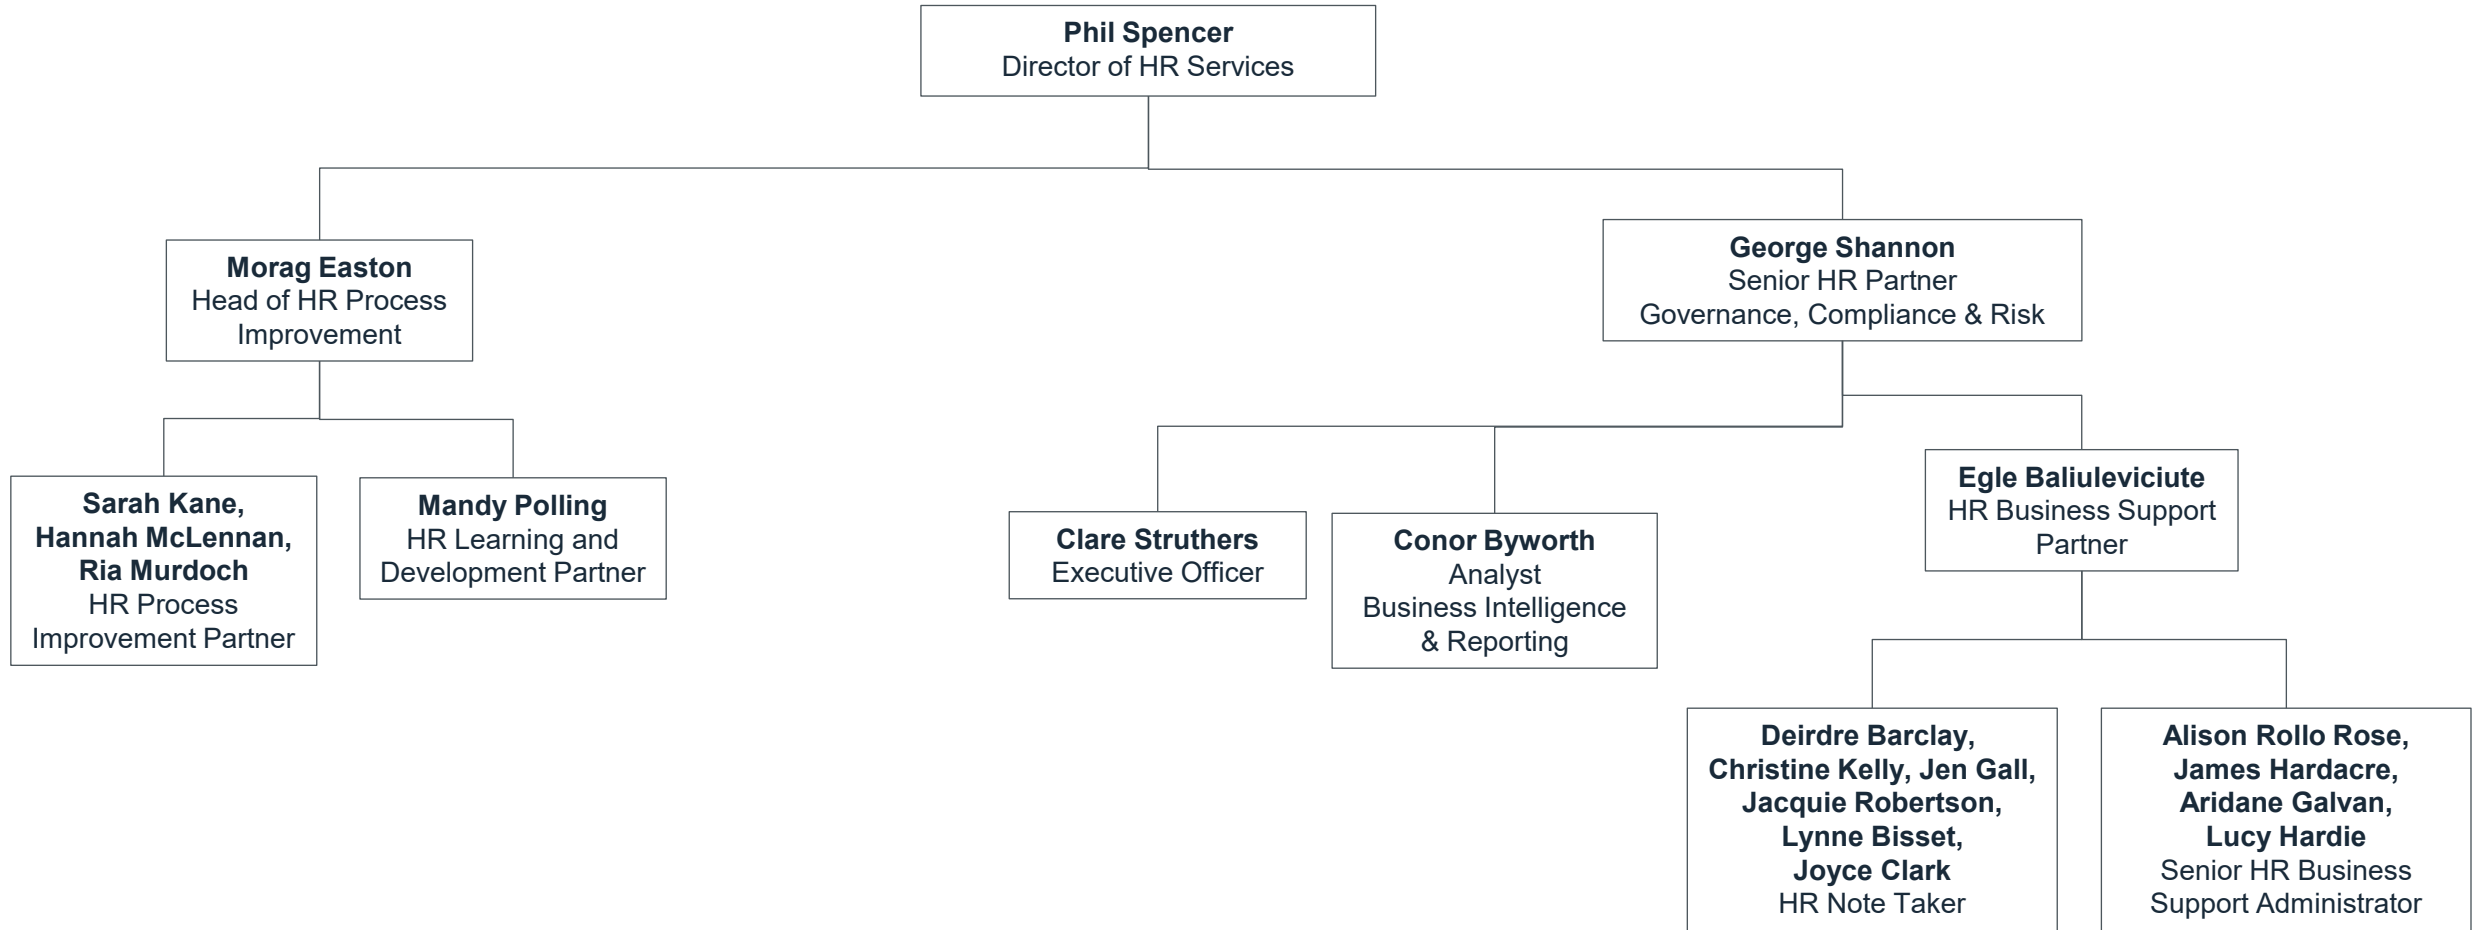 Phil Spencer
Director of HR Services
Morag Easton
Head of HR Process
Improvement
George Shannon
Senior HR Partner
Governance, Compliance & Risk
Sarah Kane,
Hannah McLennan,
Ria Murdoch
HR Process
Improvement Partner
Mandy Polling
HR Learning and
Development Partner
Clare Struthers
Executive Officer
Conor Byworth
Analyst
Business Intelligence
& Reporting
Egle Baliuleviciute
HR Business Support
Partner
Deirdre Barclay,
Christine Kelly, Jen Gall,
Jacquie Robertson,
Lynne Bisset,
Joyce Clark
HR Note Taker
Alison Rollo Rose,
James Hardacre,
Aridane Galvan,
Lucy Hardie
Senior HR Business
Support Administrator